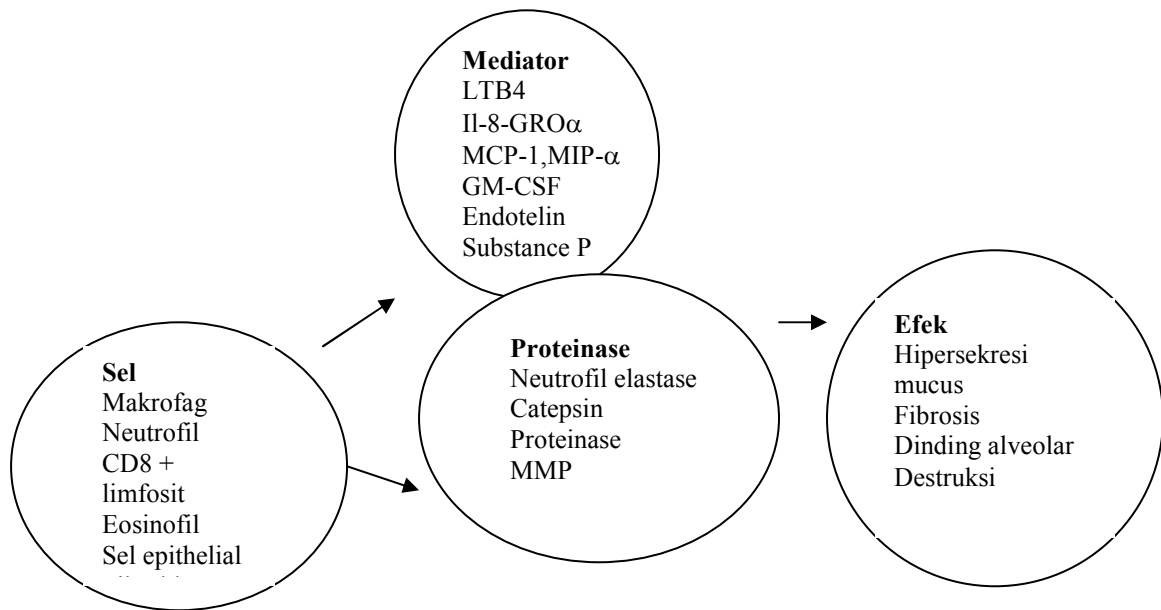 Mediator
LTB4
Il-8-GROα
MCP-1,MIP-α
GM-CSF
Endotelin
Substance P
Proteinase
Neutrofil elastase
Catepsin
Proteinase
MMP
Sel
Makrofag
Neutrofil
CD8 +
limfosit
Eosinofil
Sel epithelial
Efek
Hipersekresi
mucus
Fibrosis
Dinding alveolar
Destruksi